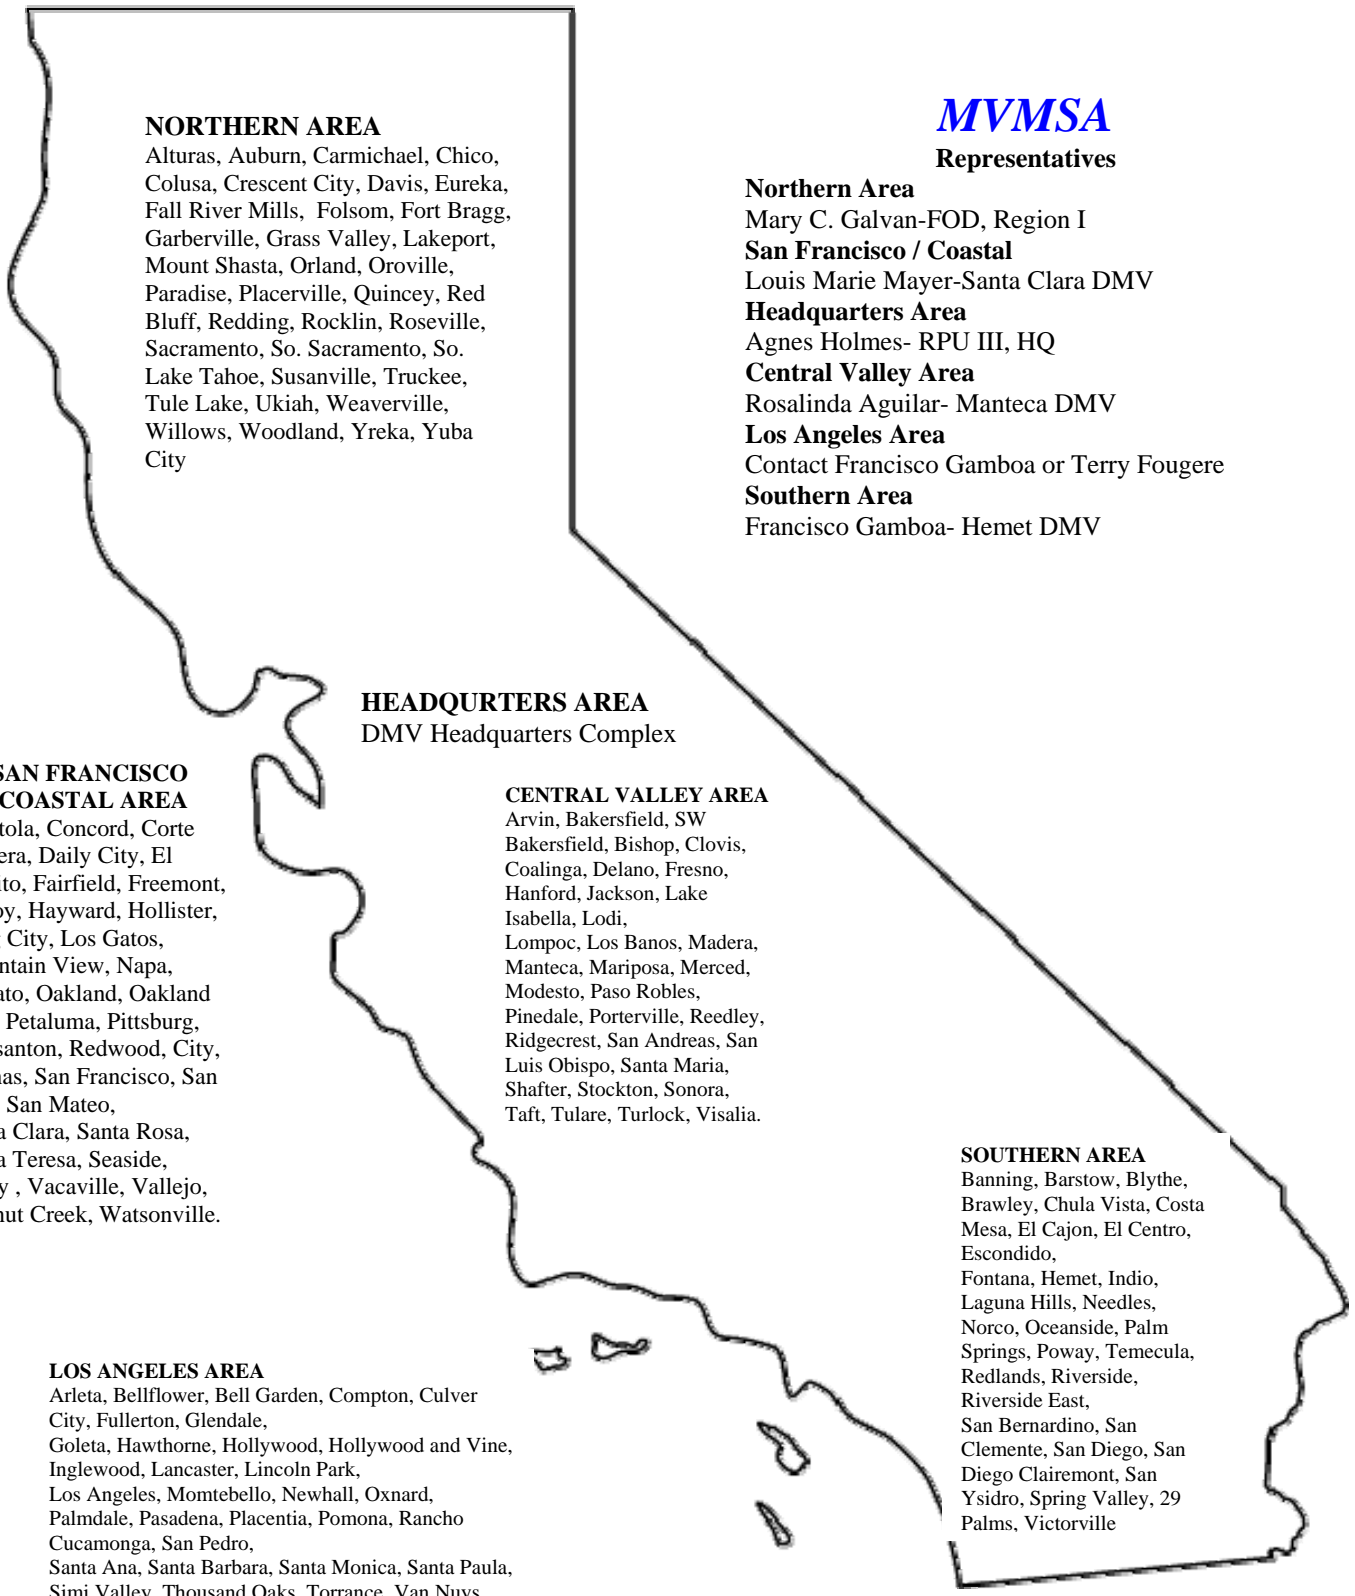 NORTHERN AREA
Alturas, Auburn, Carmichael, Chico,
Colusa, Crescent City, Davis, Eureka,
Fall River Mills,  Folsom, Fort Bragg,
Garberville, Grass Valley, Lakeport,
Mount Shasta, Orland, Oroville,
Paradise, Placerville, Quincey, Red
Bluff, Redding, Rocklin, Roseville,
Sacramento, So. Sacramento, So.
Lake Tahoe, Susanville, Truckee,
Tule Lake, Ukiah, Weaverville,
Willows, Woodland, Yreka, Yuba
City
MVMSA
Representatives
Northern Area
Mary C. Galvan-FOD, Region I
San Francisco / Coastal
Louis Marie Mayer-Santa Clara DMV
Headquarters Area
Agnes Holmes- RPU III, HQ
Central Valley Area
Rosalinda Aguilar- Manteca DMV
Los Angeles Area
Contact Francisco Gamboa or Terry Fougere
Southern Area
Francisco Gamboa- Hemet DMV
HEADQURTERS AREA
DMV Headquarters Complex
SAN FRANCISCO
COASTAL AREA
tola, Concord, Corte
era, Daily City, El
ito, Fairfield, Freemont,
oy, Hayward, Hollister,
City, Los Gatos,
ntain View, Napa,
ato, Oakland, Oakland
Petaluma, Pittsburg,
santon, Redwood, City,
nas, San Francisco, San
San Mateo,
a Clara, Santa Rosa,
a Teresa, Seaside,
y , Vacaville, Vallejo,
nut Creek, Watsonville.
CENTRAL VALLEY AREA
Arvin, Bakersfield, SW
Bakersfield, Bishop, Clovis,
Coalinga, Delano, Fresno,
Hanford, Jackson, Lake
Isabella, Lodi,
Lompoc, Los Banos, Madera,
Manteca, Mariposa, Merced,
Modesto, Paso Robles,
Pinedale, Porterville, Reedley,
Ridgecrest, San Andreas, San
Luis Obispo, Santa Maria,
Shafter, Stockton, Sonora,
Taft, Tulare, Turlock, Visalia.
SOUTHERN AREA
Banning, Barstow, Blythe,
Brawley, Chula Vista, Costa
Mesa, El Cajon, El Centro,
Escondido,
Fontana, Hemet, Indio,
Laguna Hills, Needles,
Norco, Oceanside, Palm
Springs, Poway, Temecula,
Redlands, Riverside,
Riverside East,
San Bernardino, San
Clemente, San Diego, San
Diego Clairemont, San
Ysidro, Spring Valley, 29
Palms, Victorville
LOS ANGELES AREA
Arleta, Bellflower, Bell Garden, Compton, Culver
City, Fullerton, Glendale,
Goleta, Hawthorne, Hollywood, Hollywood and Vine,
Inglewood, Lancaster, Lincoln Park,
Los Angeles, Momtebello, Newhall, Oxnard,
Palmdale, Pasadena, Placentia, Pomona, Rancho
Cucamonga, San Pedro,
Santa Ana, Santa Barbara, Santa Monica, Santa Paula,
Simi Valley, Thousand Oaks, Torrance, Van Nuys,